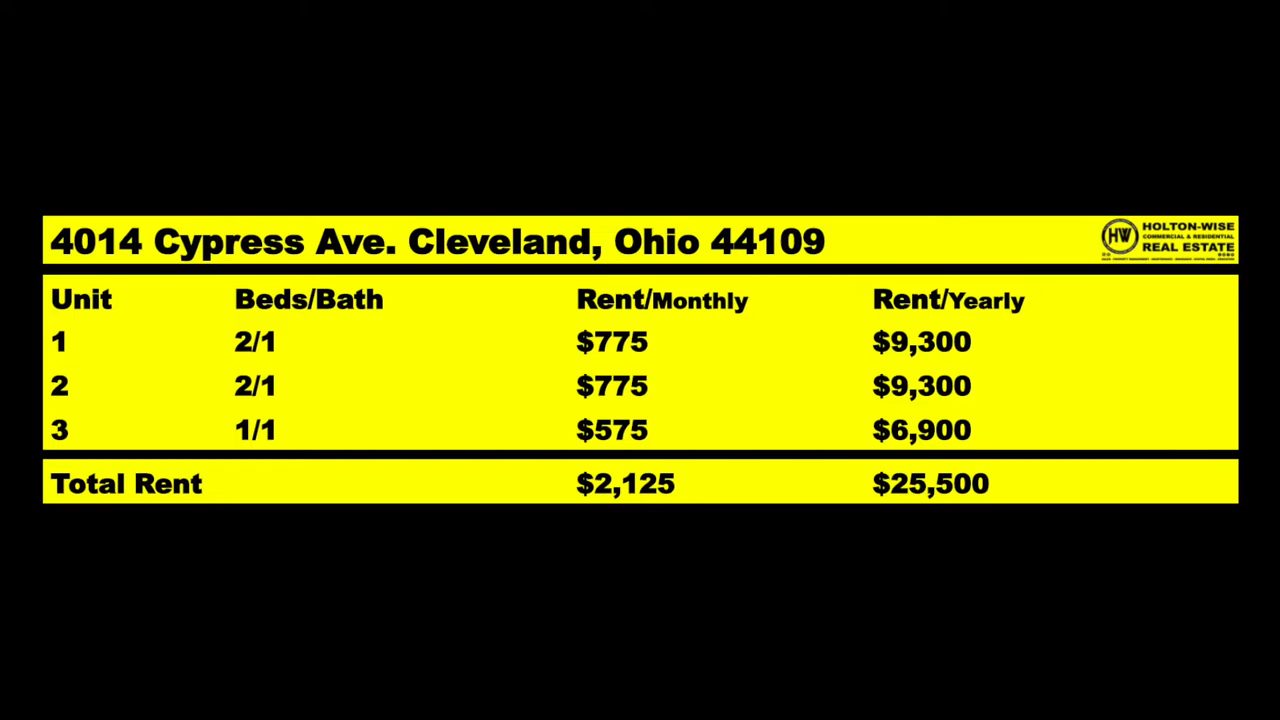 4014 Cypress Ave. Cleveland, Ohio 44109
HW
HOLTON-WISE
COMMERCIAL & RESIDENTIAL
REAL ESTATE
Unit Beds/Bath Rent/Monthly Rent/Yearly
1 2/1 $775 $9,300
2 2/1 $775 $9,300
3 1/1 $575 $6,900
Total Rent $2,125 $25,500